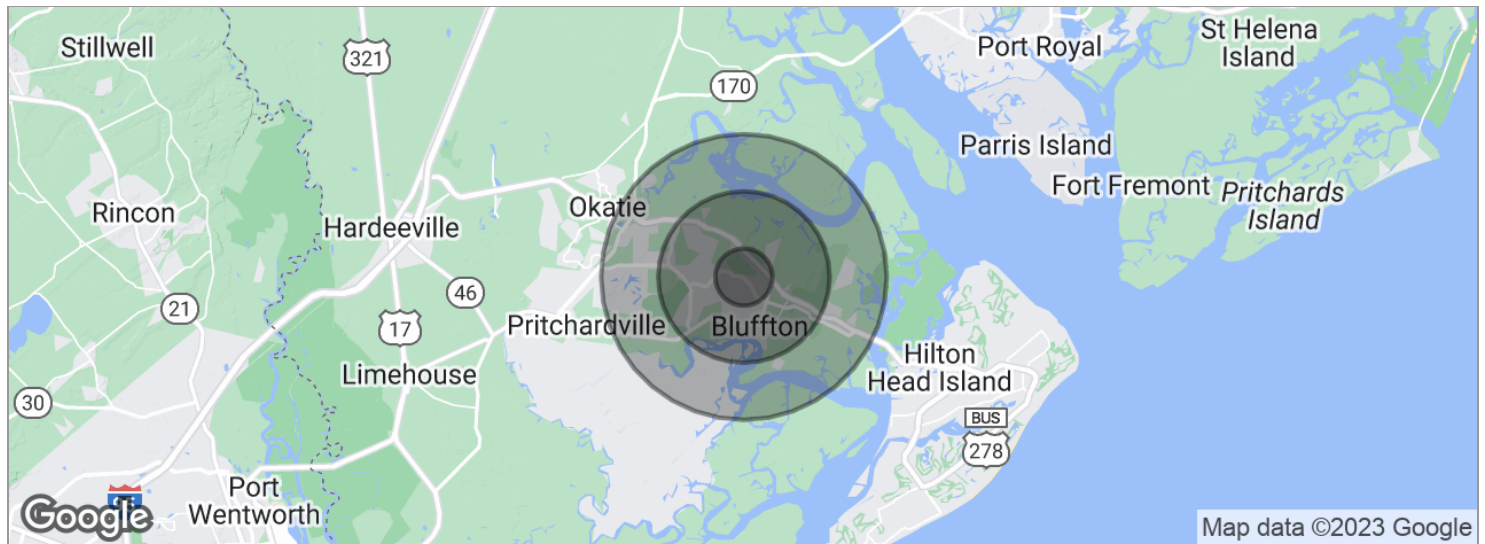 Stillwell
321
Port Royal
St Helena
Island
170
Parris Island
Fort Fremont
Pritchards
Island
Rincon
Okatie
Hardeeville
21
46
17
Pritchardville
Bluffton
Limehouse
Hilton
Head Island
30
BUS
278
Port
Wentworth
Google
Map data ©2023 Google